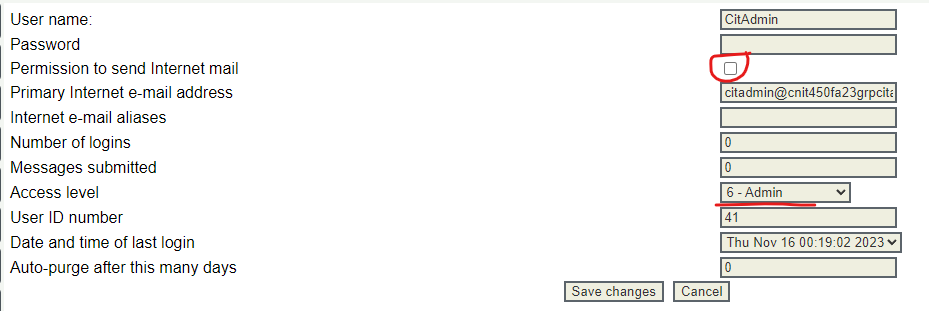 User name: CitAdmin
Password
Permission to send Internet mail
Primary Internet e-mail address citadmin@cnit450fa23grpcita
Internet e-mail aliases
Number of logins 0
Messages submitted 0
Access level 6 - Admin
User ID number 41
Date and time of last login Thu Nov 16 00:19:02 2023
Auto-purge after this many days 0
Save changes Cancel